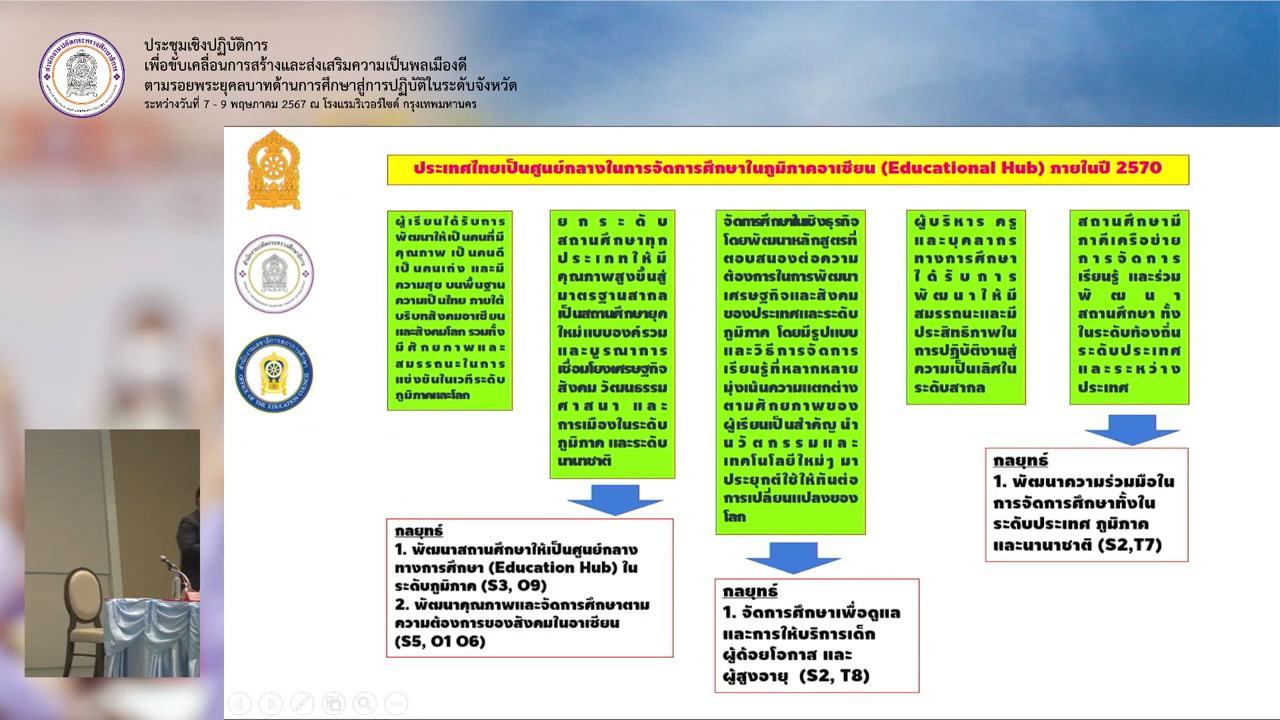 ประชุมเชิงปฏิบัติการ
เพื่อขับเคลื่อนการสร้างและส่งเสริมความเป็นพลเมืองดี
ตามรอยพระยุคลบาทด้านการศึกษาสู่การปฏิบัติในระดับจังหวัด
ระหว่างวันที่ 7 - 9 พฤษภาคม 2567 ณ โรงแรมริเวอร์ไซต์ กรุงเทพมหานคร
ประเทศไทยเป็นศูนย์กลางในการจัดการศึกษาในภูมิภาคอาเซียน (Educational Hub) ภายในปี 2570
ผู้เรียนได้รับการ
พัฒนาให้เป็นคนที่มี
คุณภาพ เป็นคนดี
เป็นคนเก่ง และมี
ความสุข บนพื้นฐาน
ความเป็นไทย ภายใต้
บริบทสังคมอาเซียน
และสังคมโลก รวมทั้ง
มีศักยภาพและ
สมรรถนะในการ
แข่งขันในเวทีระดับ
ภูมิภาคและโลก
ยกระดับ
สถานศึกษาทุก
ประเภทให้มี
คุณภาพสูงขึ้นสู่
มาตรฐานสากล
เป็นสถานศึกษายุค
ใหม่แบบองค์รวม
และบูรณาการ
เชื่อมโยงเศรษฐกิจ
สังคม วัฒนธรรม
ศาสนา และ
การเมืองในระดับ
ภูมิภาค และระดับ
นานาชาติ
จัดการศึกษาในเชิงธุรกิจ
โดยพัฒนาหลักสูตรที่
ตอบสนองต่อความ
ต้องการในการพัฒนา
เศรษฐกิจและสังคม
ของประเทศและระดับ
ภูมิภาค โดยมีรูปแบบ
และวิธีการจัดการ
เรียนรู้ที่หลากหลาย
มุ่งเน้นความแตกต่าง
ตามศักยภาพของ
ผู้เรียนเป็นสำคัญ นำ
นวัตกรรมและ
เทคโนโลยีใหม่ๆ มา
ประยุกต์ใช้ให้ทันต่อ
การเปลี่ยนแปลงของ
โลก
ผู้บริหาร ครู
และบุคลากร
ทางการศึกษา
ได้รับการ
พัฒนาให้มี
สมรรถนะและมี
ประสิทธิภาพใน
การปฏิบัติงานสู่
ความเป็นเลิศใน
ระดับสากล
สถานศึกษามี
ภาคีเครือข่าย
การจัดการ
เรียนรู้ และร่วม
พัฒนา
สถานศึกษา ทั้ง
ในระดับท้องถิ่น
ระดับประเทศ
และระหว่าง
ประเทศ
กลยุทธ์
1. พัฒนาสถานศึกษาให้เป็นศูนย์กลาง
ทางการศึกษา (Education Hub) ใน
ระดับภูมิภาค (S3, O9)
2. พัฒนาคุณภาพและจัดการศึกษาตาม
ความต้องการของสังคมในอาเซียน
(S5, O1 O6)
กลยุทธ์
1. จัดการศึกษาเพื่อดูแล
และการให้บริการเด็ก
ผู้ด้อยโอกาส และ
ผู้สูงอายุ (S2, T8)
กลยุทธ์
1. พัฒนาความร่วมมือใน
การจัดการศึกษาทั้งใน
ระดับประเทศ ภูมิภาค
และนานาชาติ (S2,T7)